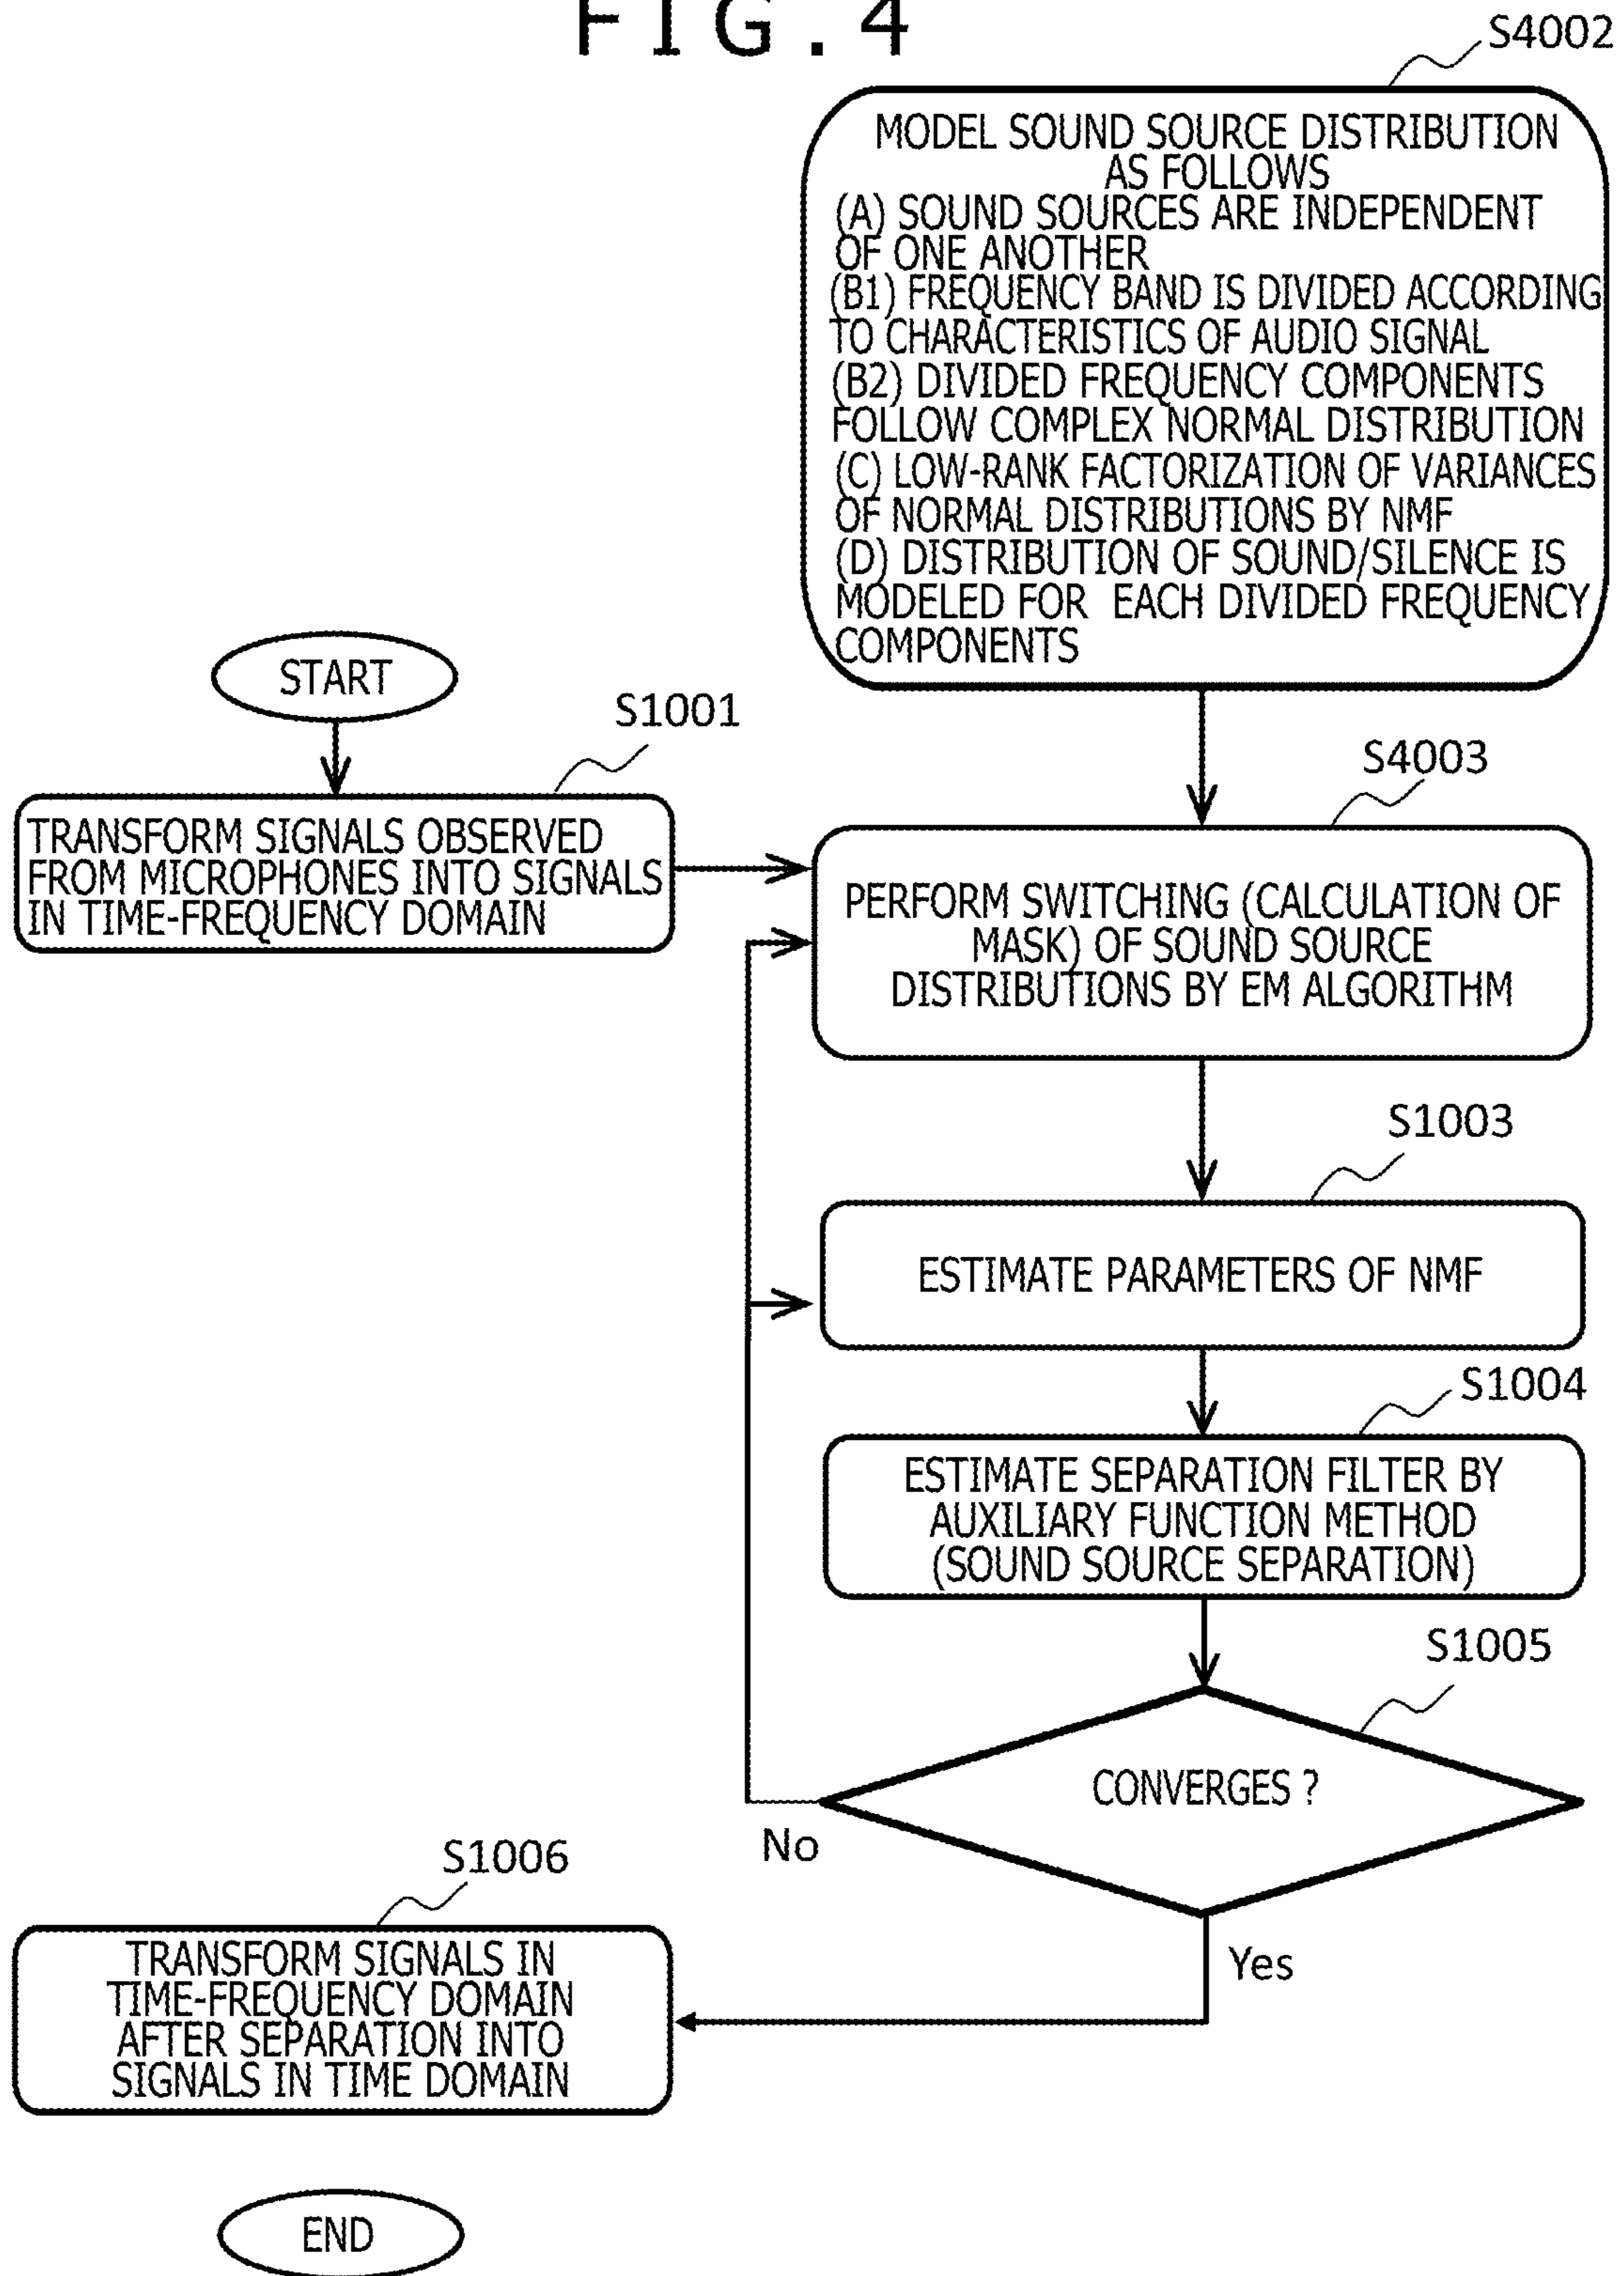 FIG.4
S4002
MODEL SOUND SOURCE DISTRIBUTION
AS FOLLOWS
(A) SOUND SOURCES ARE INDEPENDENT
OF ONE ANOTHER
(B1) FREQUENCY BAND IS DIVIDED ACCORDING
TO CHARACTERISTICS OF AUDIO SIGNAL
(B2) DIVIDED FREQUENCY COMPONENTS
FOLLOW COMPLEX NORMAL DISTRIBUTION
(C) LOW-RANK FACTORIZATION OF VARIANCES
OF NORMAL DISTRIBUTIONS BY NMF
(D) DISTRIBUTION OF SOUND/SILENCE IS
MODELED FOR EACH DIVIDED FREQUENCY
COMPONENTS
START
S1001
TRANSFORM SIGNALS OBSERVED
FROM MICROPHONES INTO SIGNALS
IN TIME-FREQUENCY DOMAIN
S4003
PERFORM SWITCHING (CALCULATION OF
MASK) OF SOUND SOURCE
DISTRIBUTIONS BY EM ALGORITHM
S1003
ESTIMATE PARAMETERS OF NMF
S1004
ESTIMATE SEPARATION FILTER BY
AUXILIARY FUNCTION METHOD
(SOUND SOURCE SEPARATION)
S1005
CONVERGES ?
No
Yes
S1006
TRANSFORM SIGNALS IN
TIME-FREQUENCY DOMAIN
AFTER SEPARATION INTO
SIGNALS IN TIME DOMAIN
END